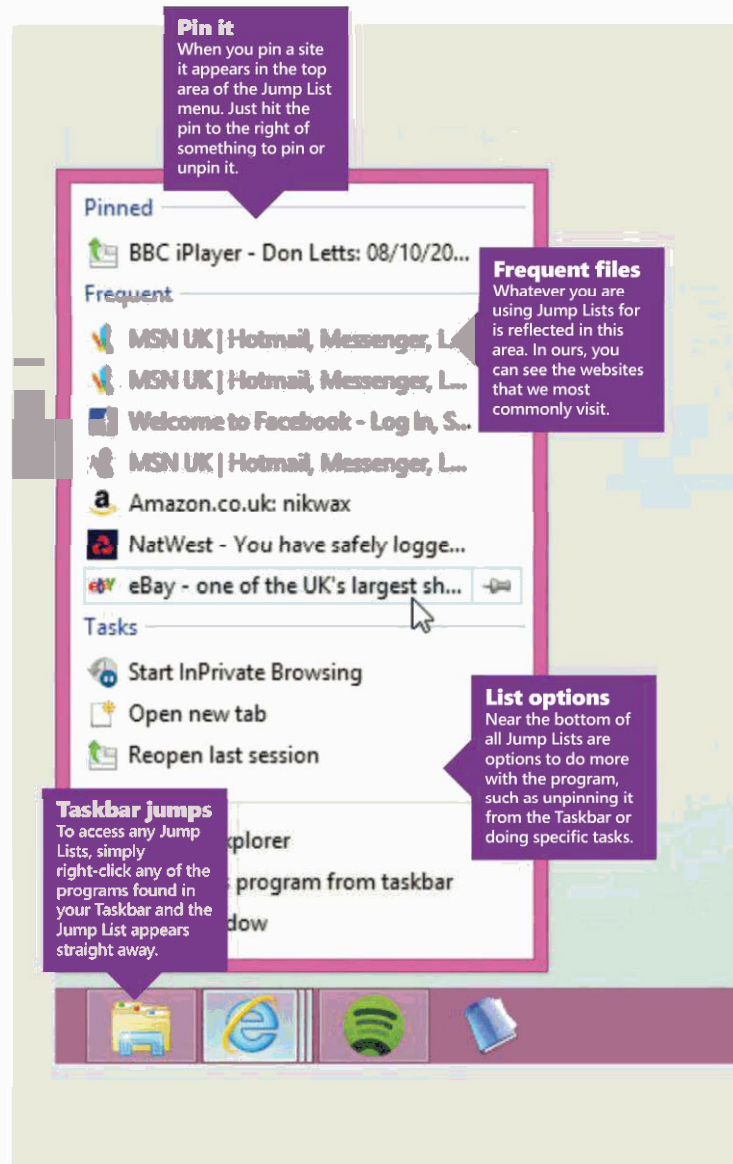 Pin it
When you pin a site
it appears in the top
area of the Jump List
menu. Just hit the
pin to the right of
something to pin or
unpin it.
Pinned
BBC iPlayer - Don Letts: 08/10/20...
Frequent
MSN UK | Hotmail, Messenger, L...
MSN UK | Hotmail, Messenger, L...
Welcome to Facebook - Log In, S...
MSN UK | Hotmail, Messenger, L...
Amazon.co.uk: nikwax
NatWest - You have safely logge...
eBay - one of the UK's largest sh...
Frequent files
Whatever you are
using Jump Lists for
is reflected in this
area. In ours, you
can see the websites
that we most
commonly visit.
Tasks
Start InPrivate Browsing
Open new tab
Reopen last session
List options
Near the bottom of
all Jump Lists are
options to do more
with the program,
such as unpinning it
from the Taskbar or
doing specific tasks.
Taskbar jumps
To access any Jump
Lists, simply
right-click any of the
programs found in
your Taskbar and the
Jump List appears
straight away.
xplorer
program from taskbar
dow